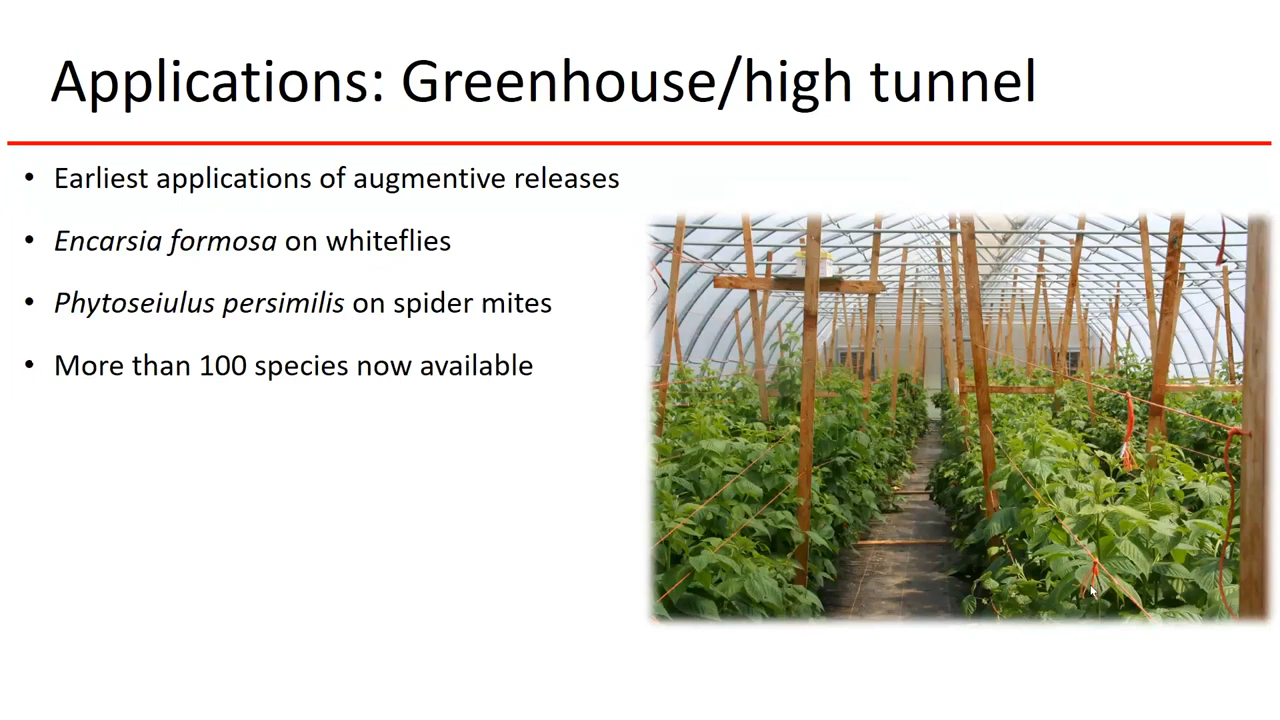 Applications: Greenhouse/high tunnel
• Earliest applications of augmentive releases
• Encarsia formosa on whiteflies
• Phytoseiulus persimilis on spider mites
• More than 100 species now available